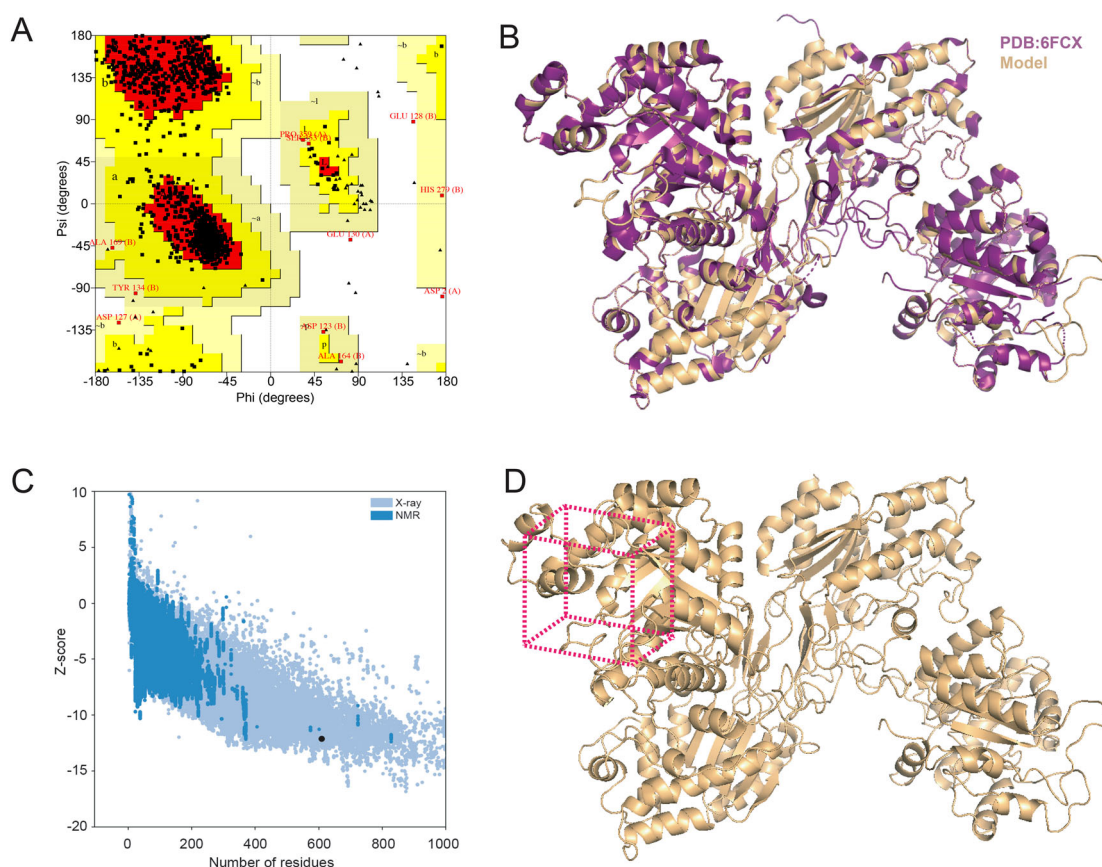 A
180
135
90
45
0
-45
-90
-135
-180
-180
-135
-90
-45
0
45
90
135
180
Psi (degrees)
Phi (degrees)
b
~b
~l
~b
b
a
~a
l
~b
b
p
~b
GLU 128 (B)
PRO 259 (A)
HIS 279 (B)
GLU 130 (A)
ALA 169 (B)
TYR 134 (B)
ASP 2 (A)
ASP 127 (A)
ASP 123 (B)
ALA 164 (B)
B
PDB:6FCX
Model
C
10
5
0
-5
-10
-15
-20
0
200
400
600
800
1000
Z-score
Number of residues
X-ray
NMR
D